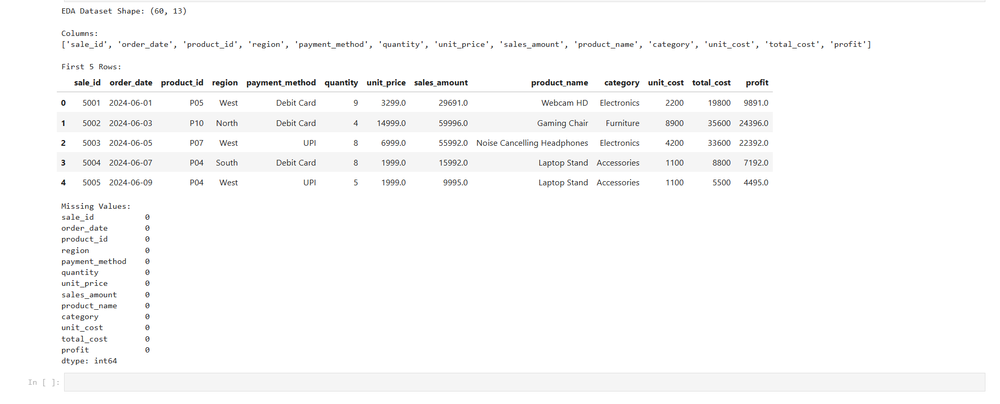 EDA Dataset Shape: (60, 13)
Columns:
['sale_id', 'order_date', 'product_id', 'region', 'payment_method', 'quantity', 'unit_price', 'sales_amount', 'product_name', 'category', 'unit_cost', 'total_cost', 'profit']
First 5 Rows:
sale_id order_date product_id region payment_method quantity unit_price sales_amount product_name category unit_cost total_cost profit
0 5001 2024-06-01 P05 West Debit Card 9 3299.0 29691.0 Webcam HD Electronics 2200 19800 9891.0
1 5002 2024-06-03 P10 North Debit Card 4 14999.0 59996.0 Gaming Chair Furniture 8900 35600 24396.0
2 5003 2024-06-05 P07 West UPI 8 6999.0 55992.0 Noise Cancelling Headphones Electronics 4200 33600 22392.0
3 5004 2024-06-07 P04 South Debit Card 8 1999.0 15992.0 Laptop Stand Accessories 1100 8800 7192.0
4 5005 2024-06-09 P04 West UPI 5 1999.0 9995.0 Laptop Stand Accessories 1100 5500 4495.0
Missing Values:
sale_id 0
order_date 0
product_id 0
region 0
payment_method 0
quantity 0
unit_price 0
sales_amount 0
product_name 0
category 0
unit_cost 0
total_cost 0
profit 0
dtype: int64
In [ ]: